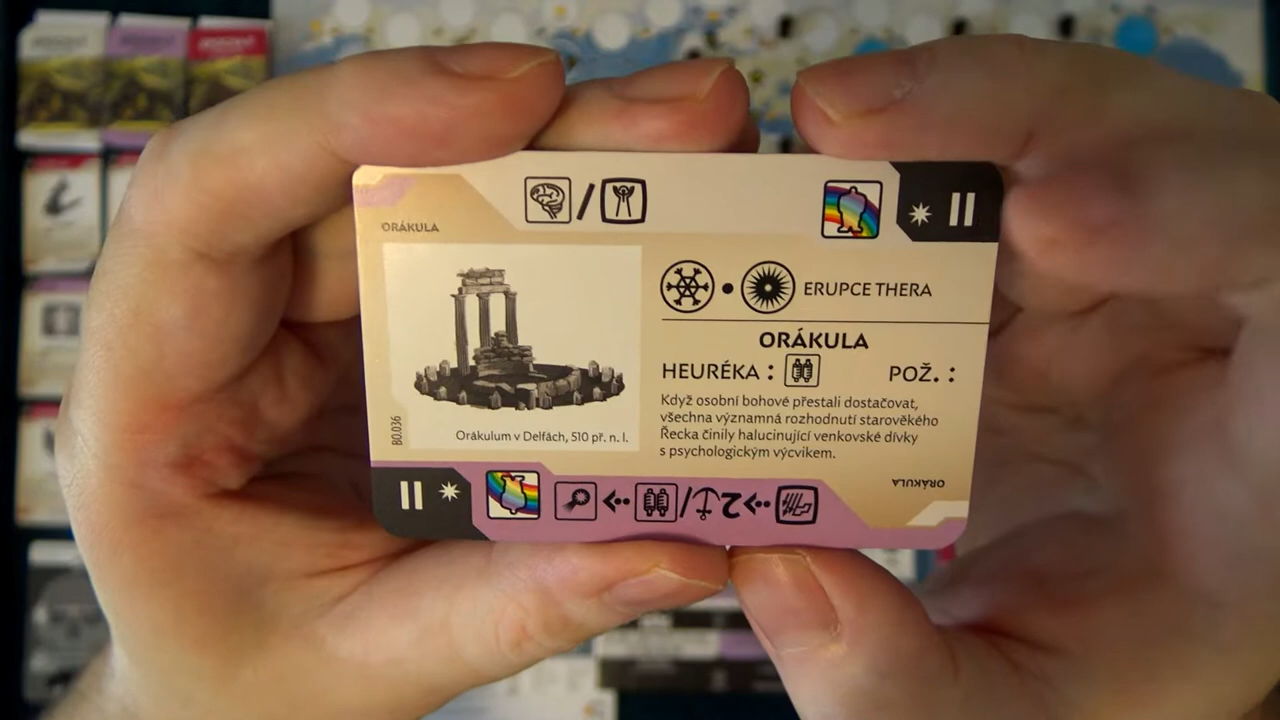 ORÁKULA
II
ERUPCE THERA
ORÁKULA
HEURÉKA : POŽ. :
Když osobní bohové přestali dostačovat,
všechna významná rozhodnutí starověkého
Řecka činily halucinující venkovské dívky
s psychologickým výcvikem.
B0.036
Orákulum v Delfách, 510 př. n. l.
ORÁKULA
II
2